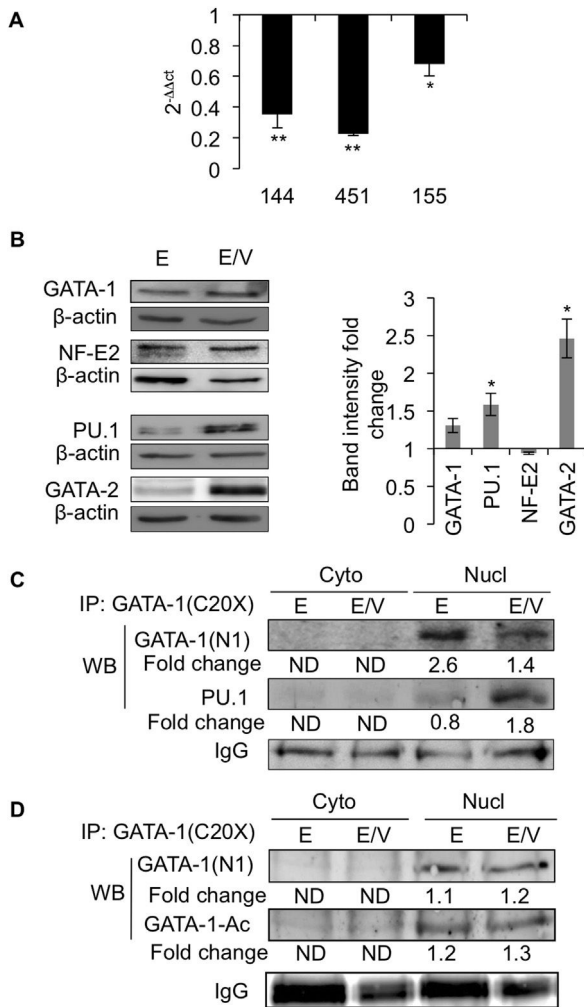 A
1
0.8
0.6
0.4
0.2
0
2-ΔΔct
** ** *
144 451 155
B
E E/V
GATA-1
β-actin
NF-E2
β-actin
PU.1
β-actin
GATA-2
β-actin
Band intensity fold
change
3
2.5
2
1.5
1
0.5
0
* *
GATA-1 PU.1 NF-E2 GATA-2
C
Cyto Nucl
IP: GATA-1(C20X) E E/V E E/V
WB
GATA-1(N1)
Fold change ND ND 2.6 1.4
PU.1
Fold change ND ND 0.8 1.8
IgG
D
Cyto Nucl
IP: GATA-1(C20X) E E/V E E/V
WB
GATA-1(N1)
Fold change ND ND 1.1 1.2
GATA-1-Ac
Fold change ND ND 1.2 1.3
IgG